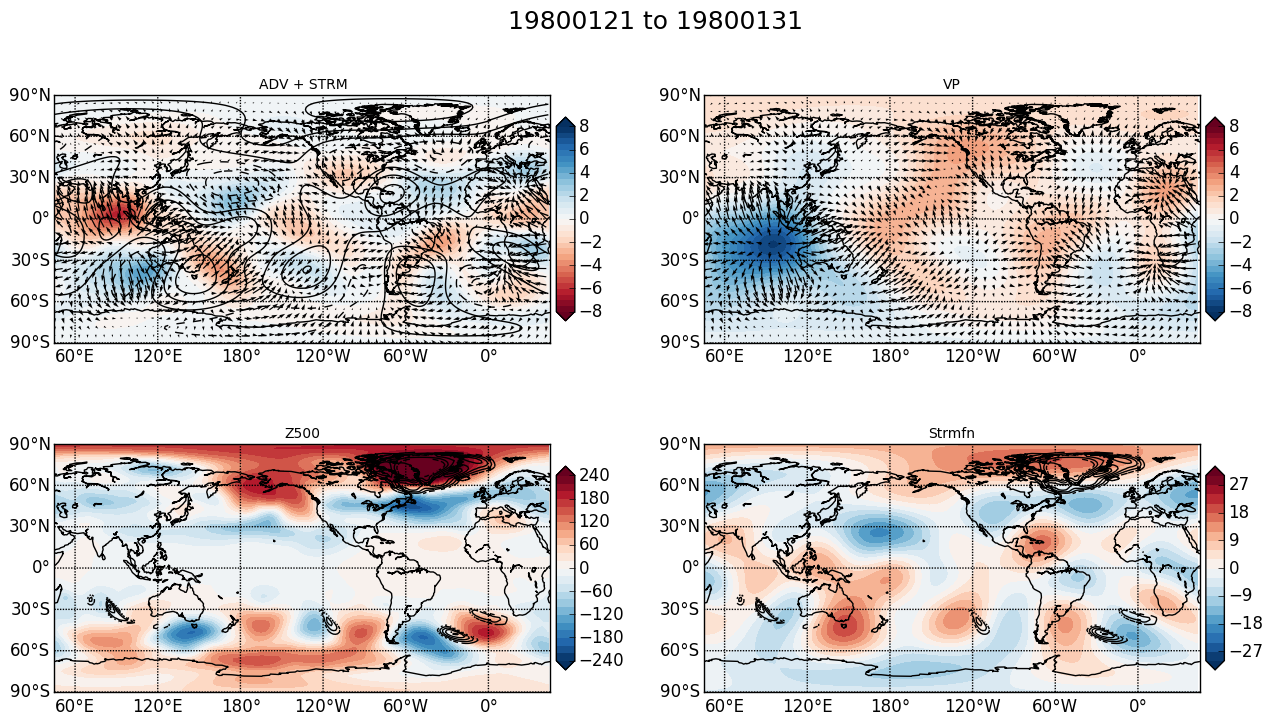 19800121 to 19800131
ADV + STRM
90°N
60°N
30°N
0°
30°S
60°S
90°S
60°E 120°E 180° 120°W 60°W 0°
8
6
4
2
0
−2
−4
−6
−8
VP
90°N
60°N
30°N
0°
30°S
60°S
90°S
60°E 120°E 180° 120°W 60°W 0°
8
6
4
2
0
−2
−4
−6
−8
Z500
90°N
60°N
30°N
0°
30°S
60°S
90°S
60°E 120°E 180° 120°W 60°W 0°
240
180
120
60
0
−60
−120
−180
−240
Strmfn
90°N
60°N
30°N
0°
30°S
60°S
90°S
60°E 120°E 180° 120°W 60°W 0°
27
18
9
0
−9
−18
−27